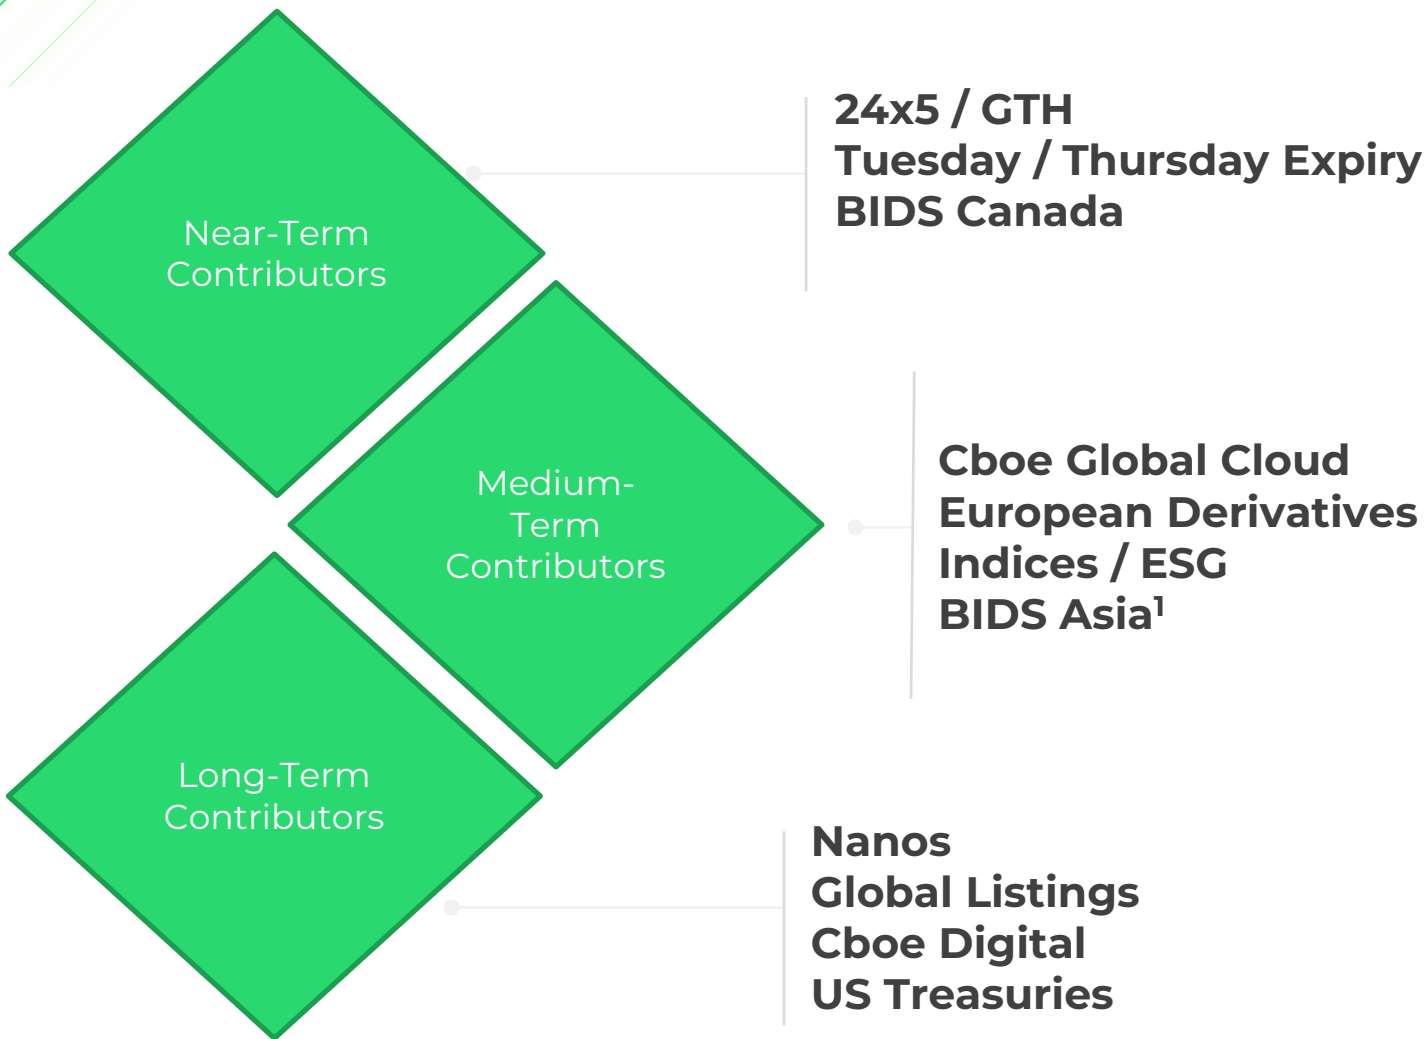 Near-Term
Contributors
24x5 / GTH
Tuesday / Thursday Expiry
BIDS Canada
Medium-
Term
Contributors
Cboe Global Cloud
European Derivatives
Indices / ESG
BIDS Asia¹
Long-Term
Contributors
Nanos
Global Listings
Cboe Digital
US Treasuries